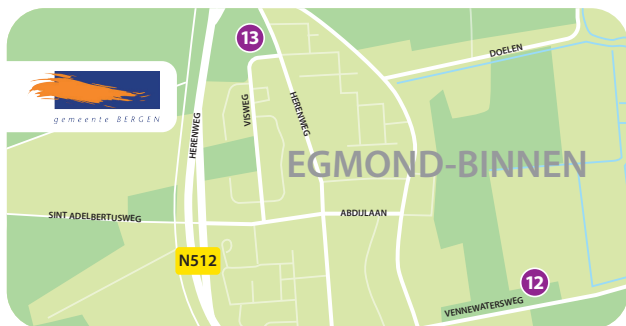 13
DOELEN
gemeente BERGEN
VISWEG
HERENWEG
HERENWEG
EGMOND-BINNEN
SINT ADELBERTUSWEG
ABDIJLAAN
N512
12
VENNEWATERSWEG